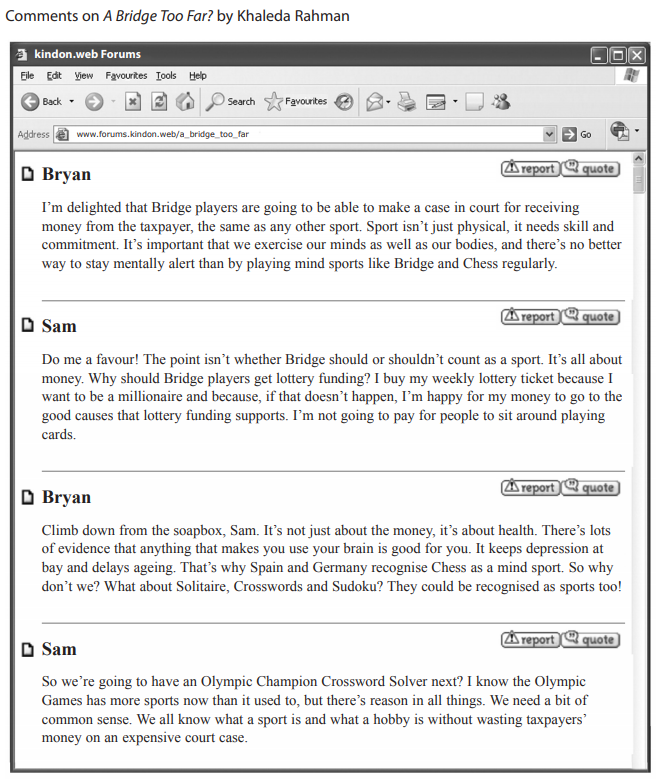 Comments on A Bridge Too Far? by Khaleda Rahman
kindon.web Forums
File Edit View Favourites Tools Help
Back Search Favourites
Address www.forums.kindon.web/a_bridge_too_far Go
Bryan report quote
I'm delighted that Bridge players are going to be able to make a case in court for receiving
money from the taxpayer, the same as any other sport. Sport isn't just physical, it needs skill and
commitment. It's important that we exercise our minds as well as our bodies, and there's no better
way to stay mentally alert than by playing mind sports like Bridge and Chess regularly.
Sam report quote
Do me a favour! The point isn't whether Bridge should or shouldn't count as a sport. It's all about
money. Why should Bridge players get lottery funding? I buy my weekly lottery ticket because I
want to be a millionaire and because, if that doesn't happen, I'm happy for my money to go to the
good causes that lottery funding supports. I'm not going to pay for people to sit around playing
cards.
Bryan report quote
Climb down from the soapbox, Sam. It's not just about the money, it's about health. There's lots
of evidence that anything that makes you use your brain is good for you. It keeps depression at
bay and delays ageing. That's why Spain and Germany recognise Chess as a mind sport. So why
don't we? What about Solitaire, Crosswords and Sudoku? They could be recognised as sports too!
Sam report quote
So we're going to have an Olympic Champion Crossword Solver next? I know the Olympic
Games has more sports now than it used to, but there's reason in all things. We need a bit of
common sense. We all know what a sport is and what a hobby is without wasting taxpayers'
money on an expensive court case.